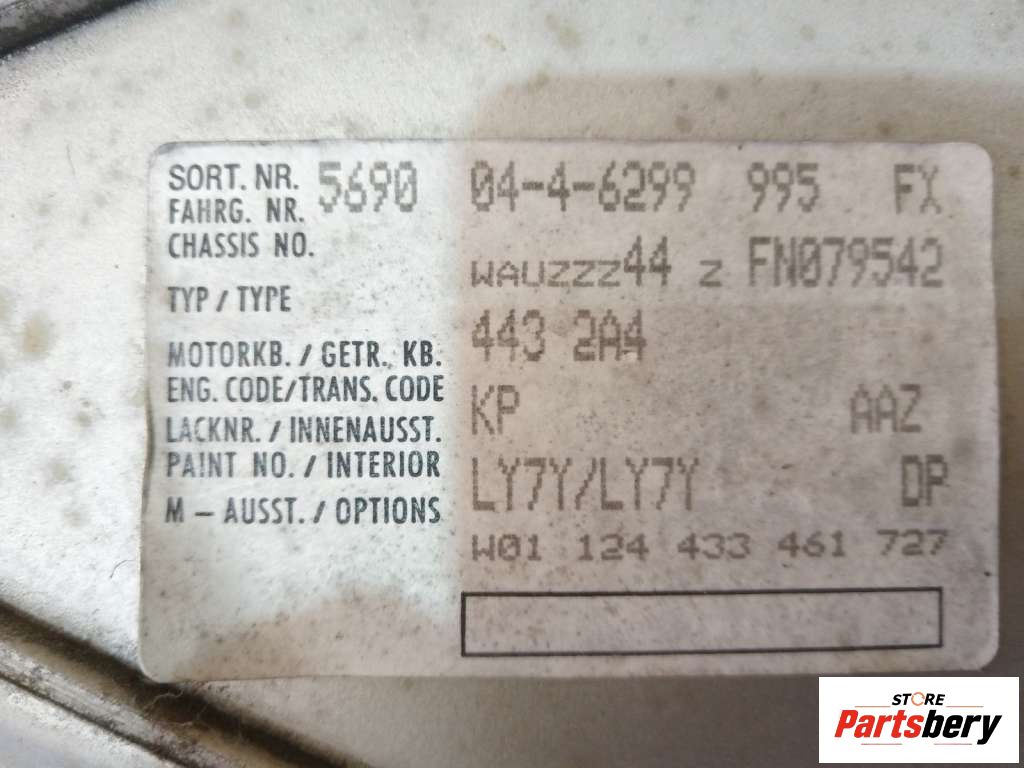 SORT. NR. 5690 04-4-6299 995 FX
FAHRG. NR.
CHASSIS NO. WAUZZZ44 Z FN079542
TYP / TYPE 443 2A4
MOTORKB. / GETR. KB.
ENG. CODE/TRANS. CODE KP AAZ
LACKNR. / INNENAUSST.
PAINT NO. / INTERIOR LY7Y/LY7Y DP
M – AUSST. / OPTIONS W01 124 433 461 727
STORE
Partsbery